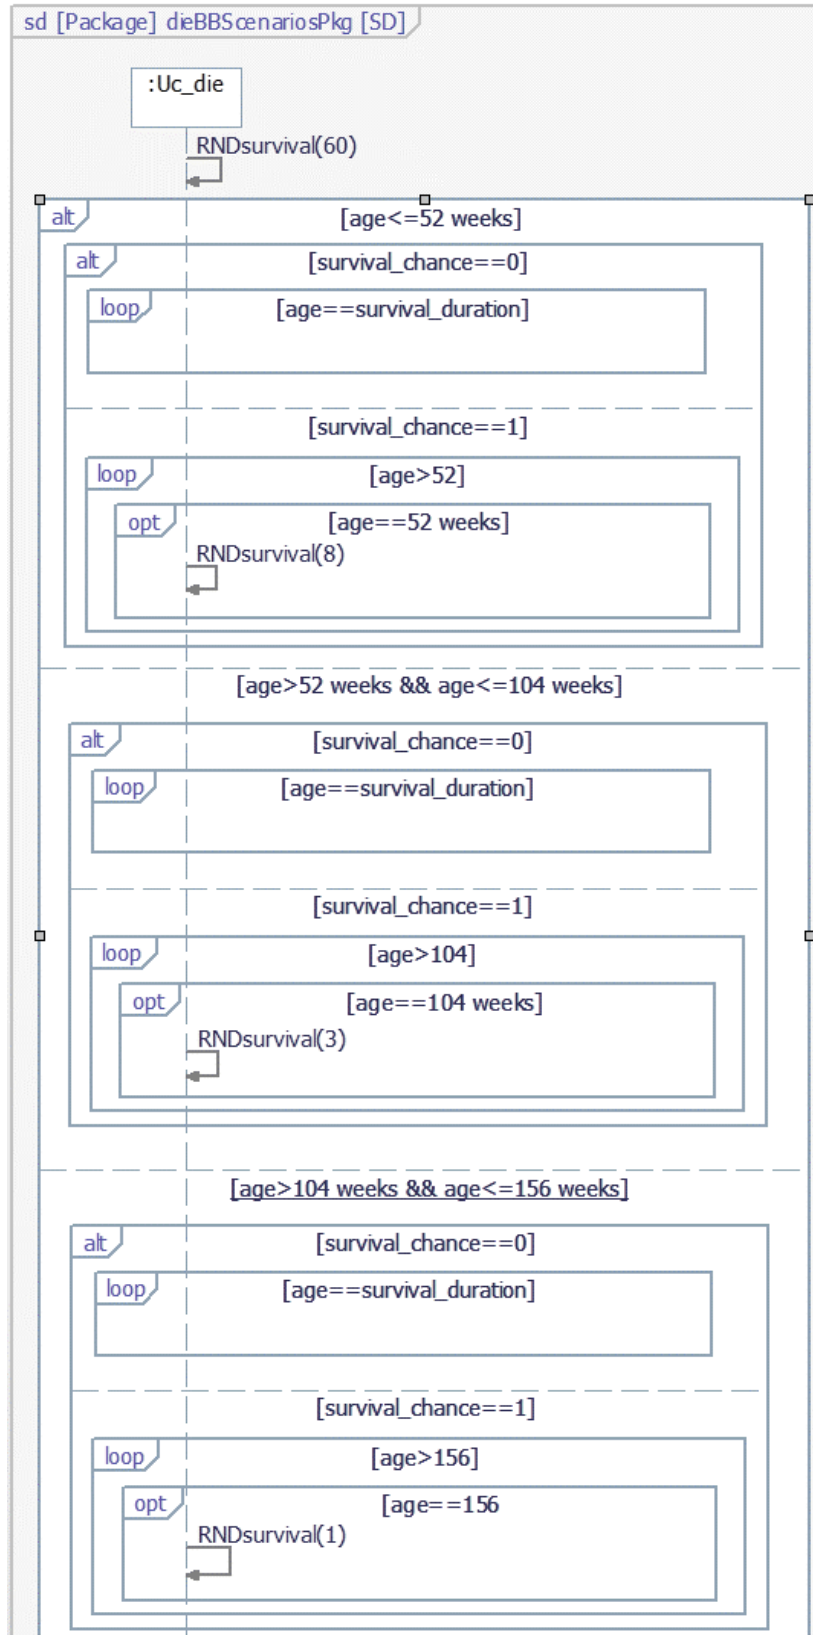 sd [Package] dieBBScenariosPkg [SD]
:Uc_die
RNDsurvival(60)
alt
[age<=52 weeks]
alt
[survival_chance==0]
loop
[age==survival_duration]
[survival_chance==1]
loop
[age>52]
opt
[age==52 weeks]
RNDsurvival(8)
[age>52 weeks && age<=104 weeks]
alt
[survival_chance==0]
loop
[age==survival_duration]
[survival_chance==1]
loop
[age>104]
opt
[age==104 weeks]
RNDsurvival(3)
[age>104 weeks && age<=156 weeks]
alt
[survival_chance==0]
loop
[age==survival_duration]
[survival_chance==1]
loop
[age>156]
opt
[age==156
RNDsurvival(1)